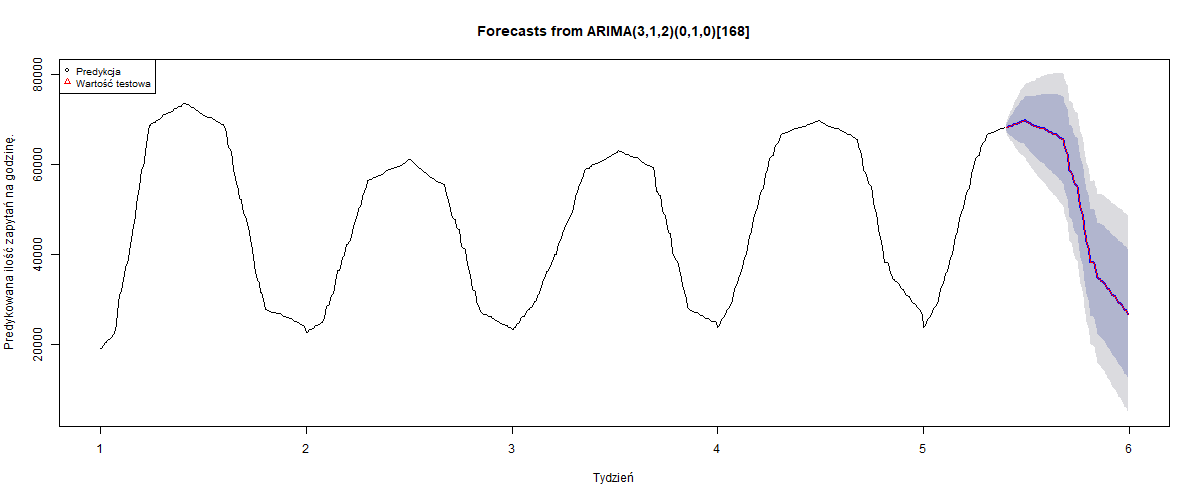 Forecasts from ARIMA(3,1,2)(0,1,0)[168]
Predykcja
Wartość testowa
Predykowana ilość zapytań na godzinę.
80000
60000
40000
20000
1 2 3 4 5 6
Tydzień